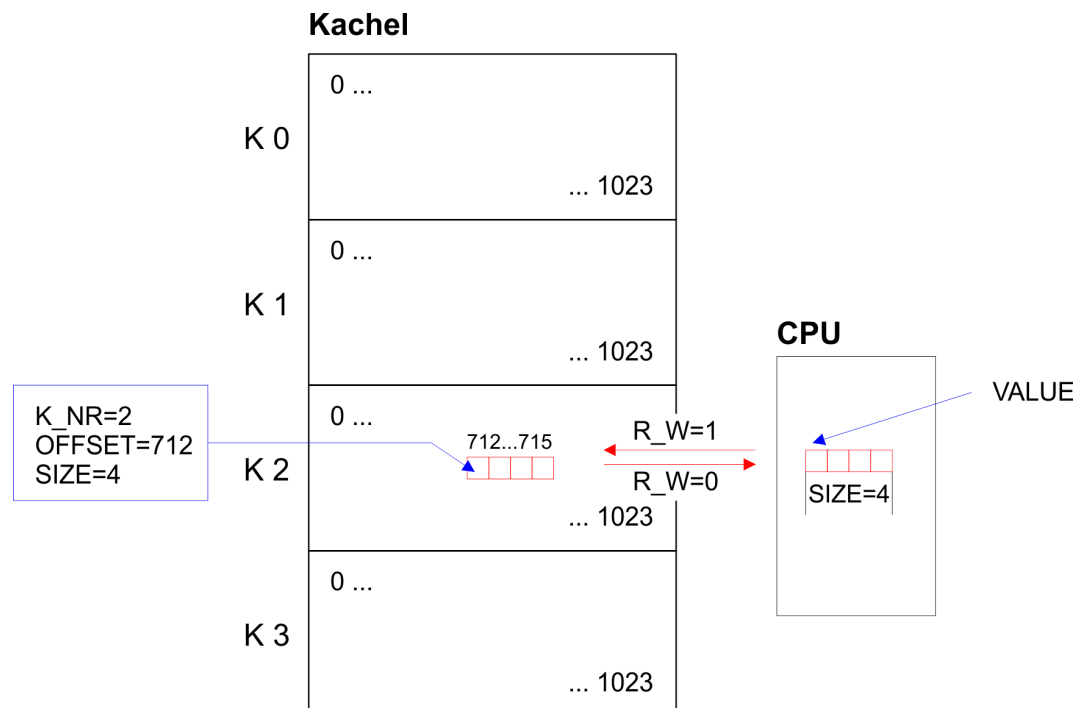 Kachel
0 ...
K 0
... 1023
0 ...
K 1
... 1023
CPU
K_NR=2
OFFSET=712
SIZE=4
0 ...
712...715
K 2
... 1023
R_W=1
R_W=0
VALUE
SIZE=4
0 ...
K 3
... 1023